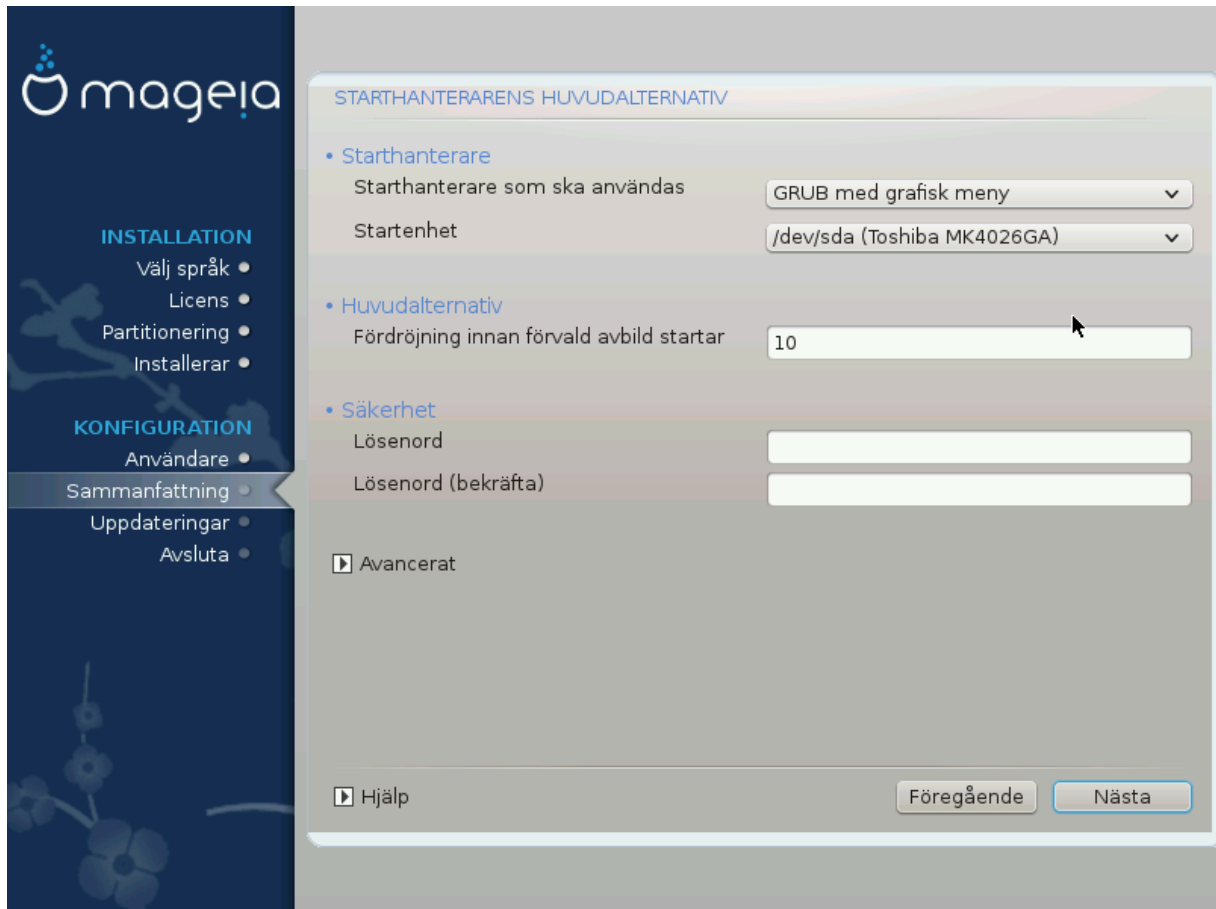 mageia
INSTALLATION
Välj språk
Licens
Partitionering
Installerar
KONFIGURATION
Användare
Sammanfattning
Uppdateringar
Avsluta
STARTHANTERARENS HUVUDALTERNATIV
• Starthanterare
Starthanterare som ska användas
GRUB med grafisk meny
Startenhet
/dev/sda (Toshiba MK4026GA)
• Huvudalternativ
Fördröjning innan förvald avbild startar
10
• Säkerhet
Lösenord
Lösenord (bekräfta)
Avancerat
Hjälp
Föregående
Nästa